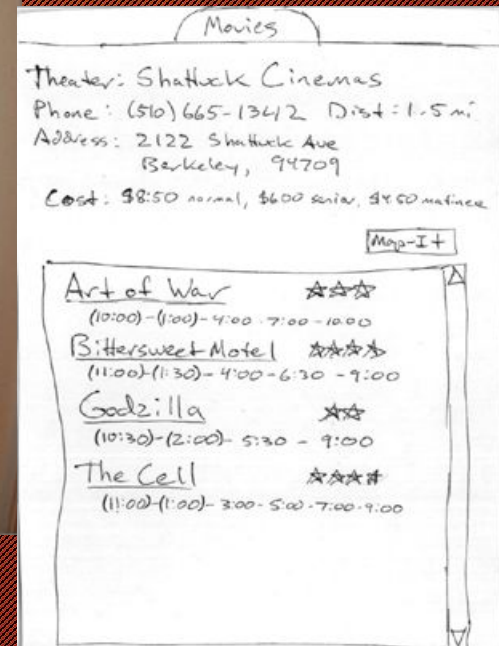 Movies
Theater: Shattuck Cinemas
Phone: (510) 665-1342 Dist: 1.5 mi
Address: 2122 Shattuck Ave
Berkeley, 94709
Cost: $8:50 normal, $6.00 senior, $4.50 matinee
Map-It
Art of War
(10:00)-(1:00)-4:00-7:00-10:00
Bittersweet Motel
(11:00)-(1:30)-4:00-6:30-9:00
Godzilla
(10:30)-(2:00)-5:30-9:00
The Cell
(11:00)-(1:00)-3:00-5:00-7:00-9:00